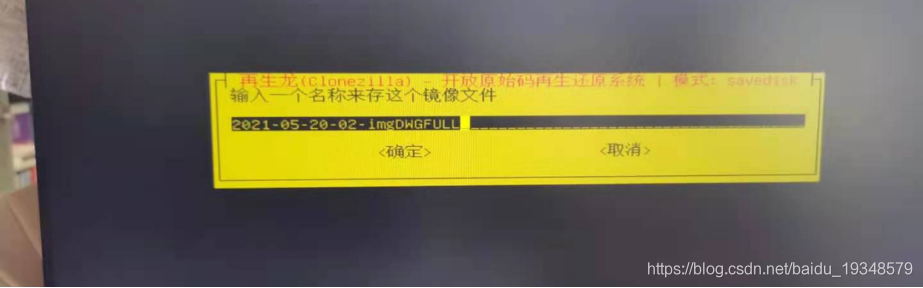 再生龙(Clonezilla) - 开放原始码再生还原系统 | 模式: savedisk
输入一个名称来存这个镜像文件
2021-05-20-02-imgDWGFULL
<确定> <取消>
https://blog.csdn.net/baidu_19348579